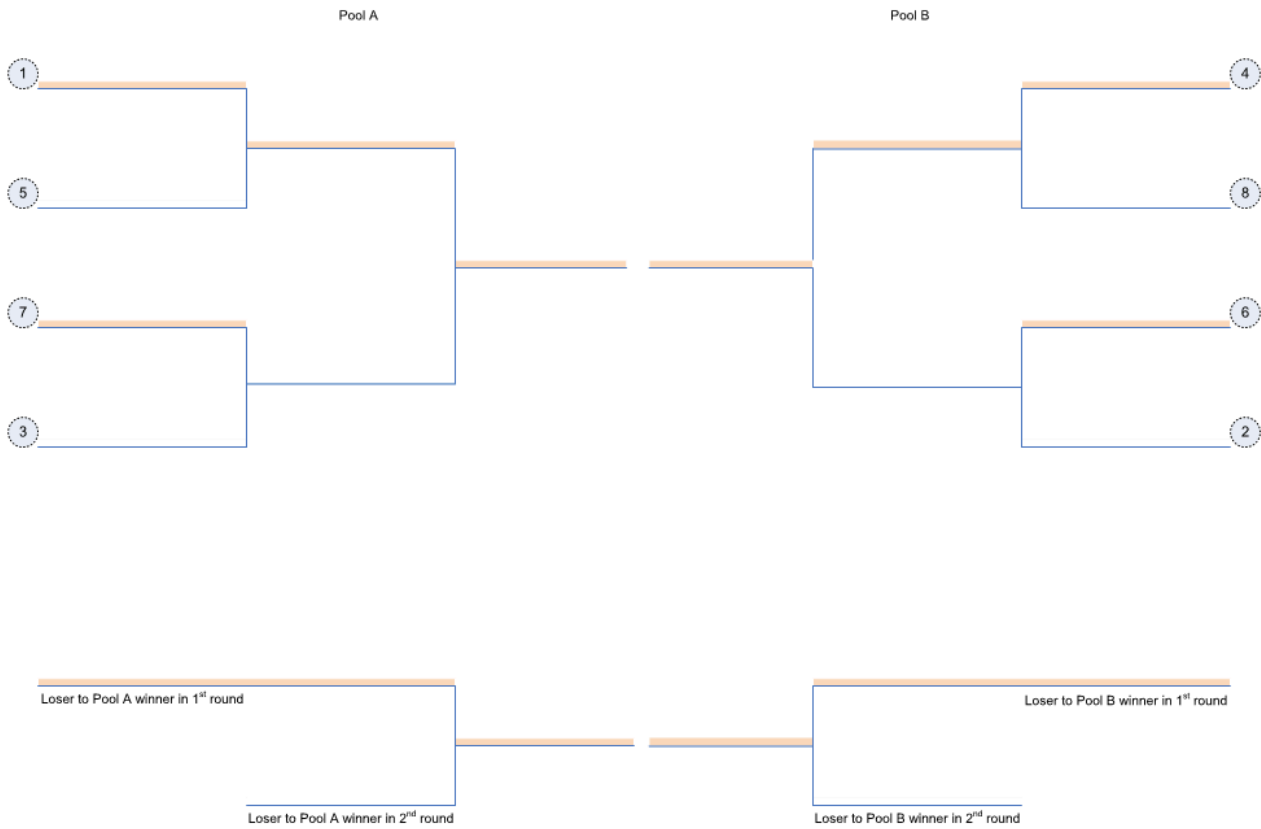 Pool A Pool B
1 4
5 8
7 6
3 2
Loser to Pool A winner in 1st round Loser to Pool B winner in 1st round
Loser to Pool A winner in 2nd round Loser to Pool B winner in 2nd round